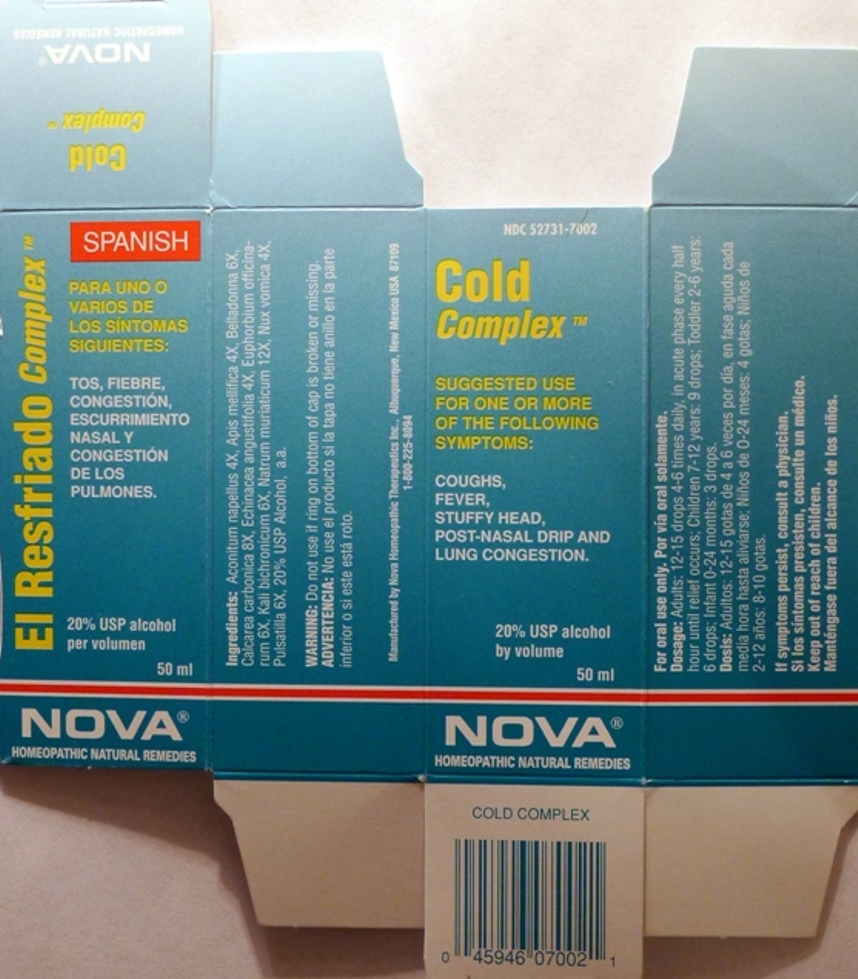 NOVA®
HOMEOPATHIC NATURAL REMEDIES
Cold
Complex™
El Resfriado Complex™
SPANISH
PARA UNO O
VARIOS DE
LOS SÍNTOMAS
SIGUIENTES:
TOS, FIEBRE,
CONGESTIÓN,
ESCURRIMIENTO
NASAL Y
CONGESTIÓN
DE LOS
PULMONES.
20% USP alcohol
per volumen
50 ml
NOVA®
HOMEOPATHIC NATURAL REMEDIES
Ingredients: Aconitum napellus 4X, Apis mellifica 4X, Belladonna 6X,
Calcarea carbonica 8X, Echinacea angustifolia 4X, Euphorbium officina-
rum 6X, Kali bichronicum 6X, Natrum muriaticum 12X, Nux vomica 4X,
Pulsatilla 6X, 20% USP Alcohol, a.a.
WARNING: Do not use if ring on bottom of cap is broken or missing.
ADVERTENCIA: No use el producto si la tapa no tiene anillo en la parte
inferior o si este está roto.
Manufactured by Nova Homeopathic Therapeutics Inc., Albuquerque, New Mexico USA 87109
1-800-225-8094
NDC 52731-7002
Cold
Complex™
SUGGESTED USE
FOR ONE OR MORE
OF THE FOLLOWING
SYMPTOMS:
COUGHS,
FEVER,
STUFFY HEAD,
POST-NASAL DRIP AND
LUNG CONGESTION.
20% USP alcohol
by volume
50 ml
NOVA®
HOMEOPATHIC NATURAL REMEDIES
For oral use only. Por vía oral solamente.
Dosage: Adults: 12-15 drops 4-6 times daily, in acute phase every half
hour until relief occurs; Children 7-12 years: 9 drops; Toddler 2-6 years:
6 drops; Infant 0-24 months: 3 drops.
Dosis: Adultos: 12-15 gotas de 4 a 6 veces por día, en fase aguda cada
media hora hasta aliviarse; Niños de 0-24 meses: 4 gotas; Niños de
2-12 años: 8-10 gotas.
If symptoms persist, consult a physician.
Si los síntomas presisten, consulte un médico.
Keep out of reach of children.
Manténgase fuera del alcance de los niños.
COLD COMPLEX
0 45946 07002 1